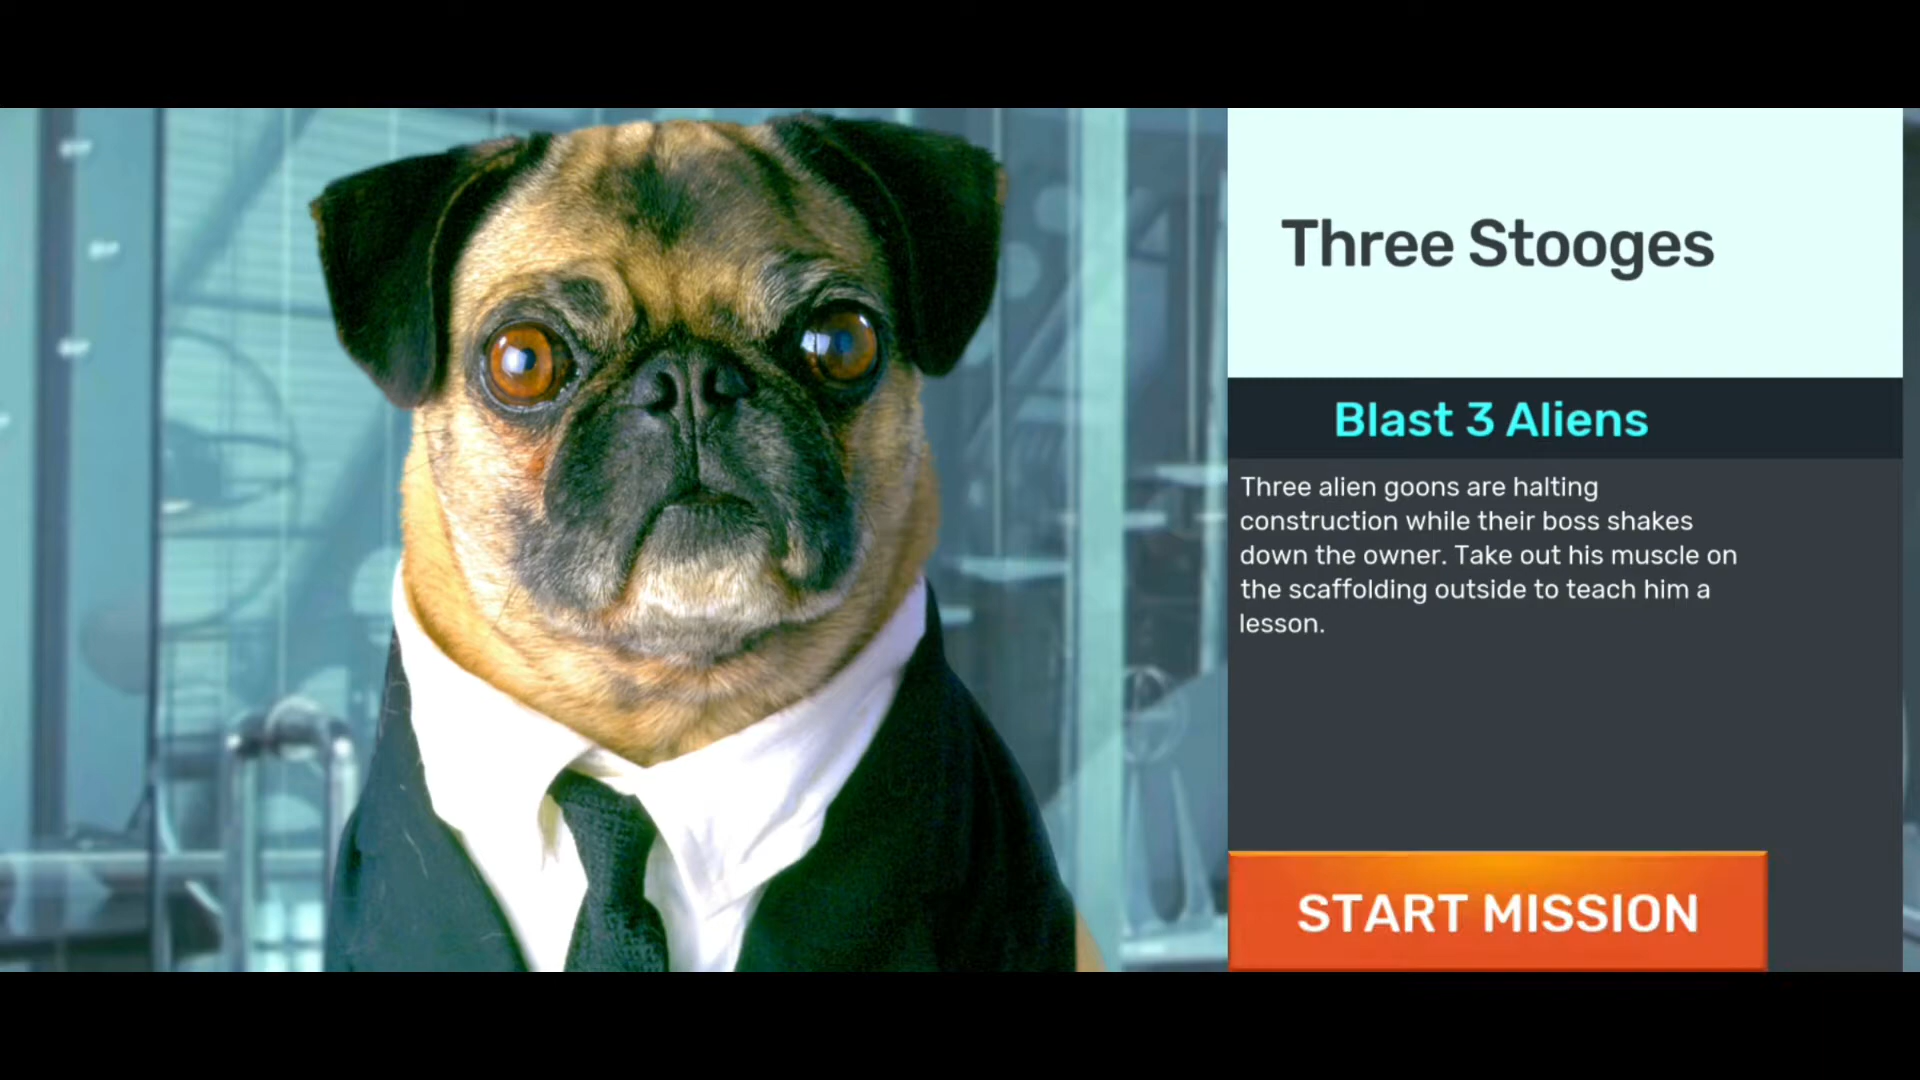 Three Stooges
Blast 3 Aliens
Three alien goons are halting
construction while their boss shakes
down the owner. Take out his muscle on
the scaffolding outside to teach him a
lesson.
START MISSION